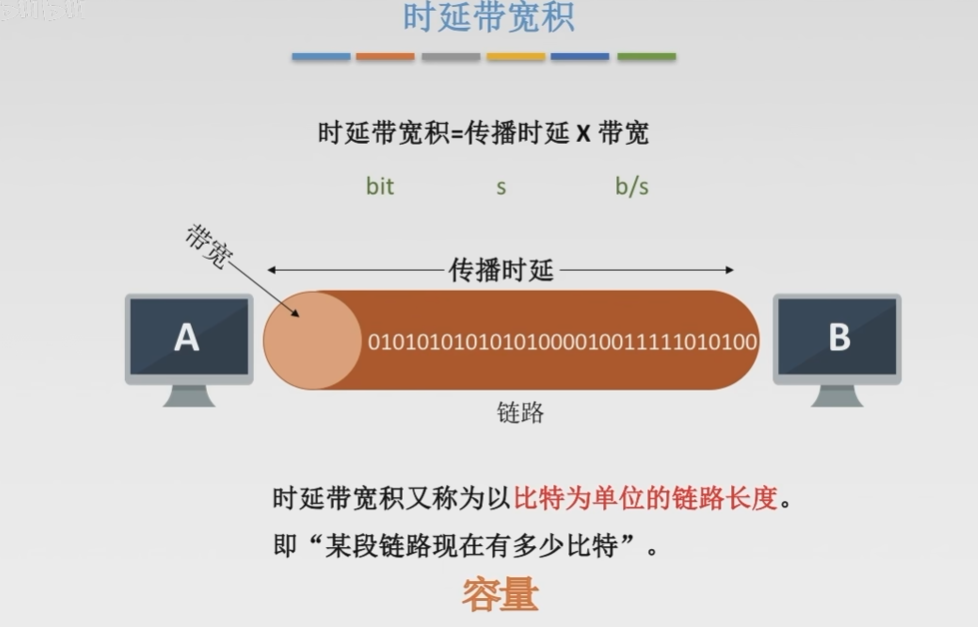 时延带宽积
时延带宽积=传播时延 X 带宽
bit s b/s
带宽
传播时延
A
010101010101010000100111110101​00
B
链路
时延带宽积又称为以比特为单位的链路长度。
即“某段链路现在有多少比特”。
容量